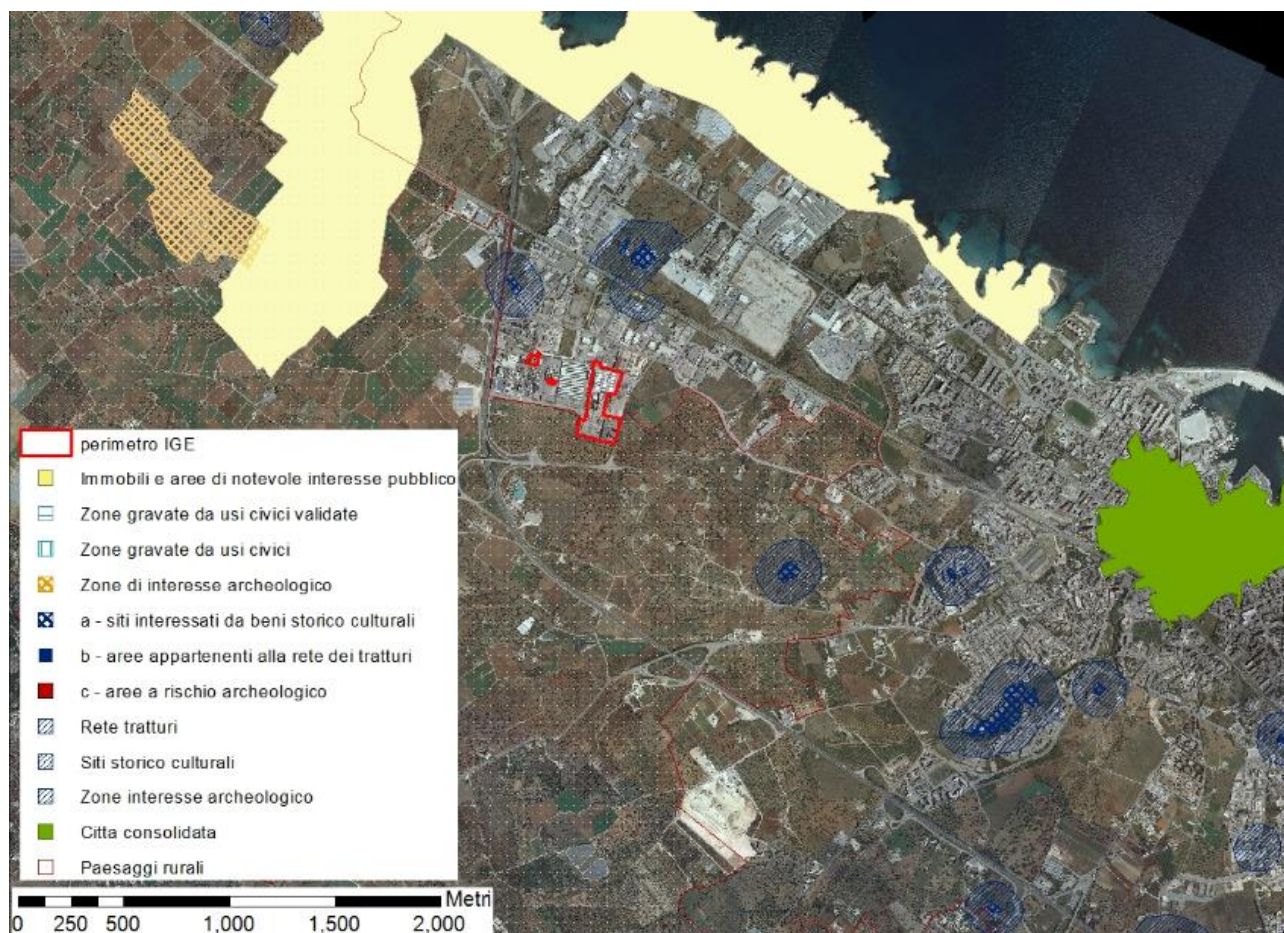 perimetro IGE
Immobili e aree di notevole interesse pubblico
Zone gravate da usi civici validate
Zone gravate da usi civici
Zone di interesse archeologico
a - siti interessati da beni storico culturali
b - aree appartenenti alla rete dei tratturi
c - aree a rischio archeologico
Rete tratturi
Siti storico culturali
Zone interesse archeologico
Citta consolidata
Paesaggi rurali
Metri
0 250 500 1,000 1,500 2,000